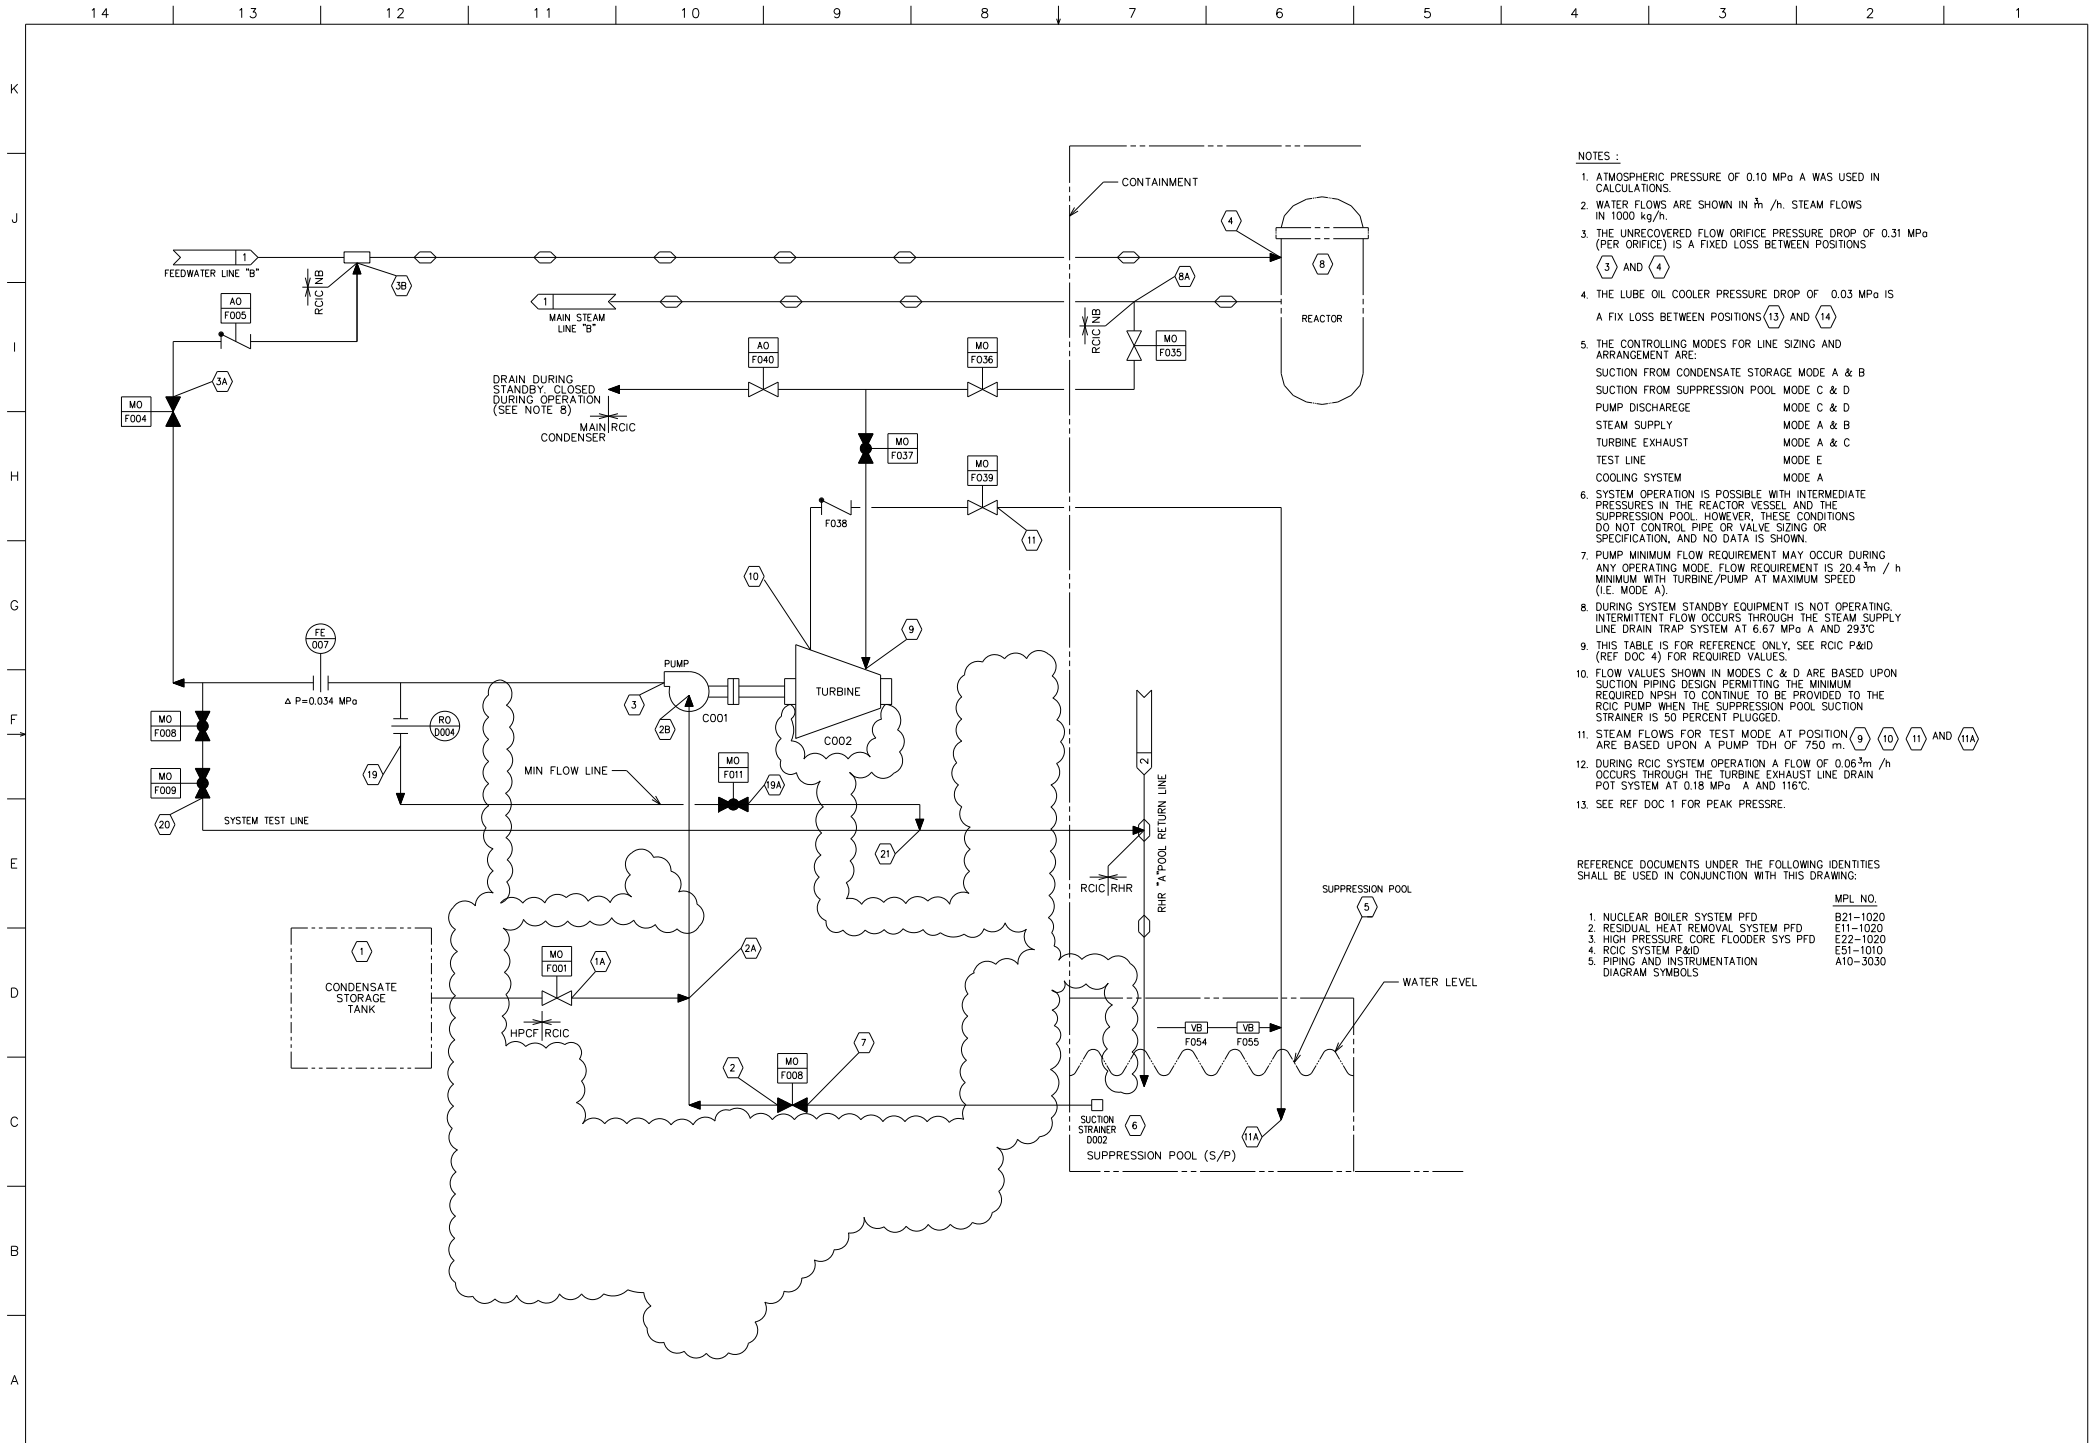 14 13 12 11 10 9 8 7 6 5 4 3 2 1
K
J
I
H
G
F
E
D
C
B
A
CONTAINMENT
4
1
FEEDWATER LINE "B"
RCIC NB
3B
8A
8
REACTOR
AO
F005
1
MAIN STEAM
LINE "B"
RCIC NB
MO
F035
3A
MO
F004
AO
F040
MO
F036
DRAIN DURING
STANDBY. CLOSED
DURING OPERATION
(SEE NOTE 8)
MAIN RCIC
CONDENSER
MO
F037
MO
F039
F038
11
10
9
FE
007
△ P=0.034 MPa
PUMP
3
2B
C001
TURBINE
C002
MO
F008
RO
D004
MO
F009
19
20
MIN FLOW LINE
MO
F011
19A
2
RHR "A"POOL RETURN LINE
SYSTEM TEST LINE
21
RCIC RHR
SUPPRESSION POOL
5
1
CONDENSATE
STORAGE
TANK
MO
F001
1A
2A
HPCF RCIC
WATER LEVEL
VB
F054
VB
F055
2
MO
F008
7
SUCTION
STRAINER
D002
6
11A
SUPPRESSION POOL (S/P)
NOTES :
1. ATMOSPHERIC PRESSURE OF 0.10 MPa A WAS USED IN
CALCULATIONS.
2. WATER FLOWS ARE SHOWN IN m³ /h. STEAM FLOWS
IN 1000 kg/h.
3. THE UNRECOVERED FLOW ORIFICE PRESSURE DROP OF 0.31 MPa
(PER ORIFICE) IS A FIXED LOSS BETWEEN POSITIONS
3 AND 4
4. THE LUBE OIL COOLER PRESSURE DROP OF 0.03 MPa IS
A FIX LOSS BETWEEN POSITIONS 13 AND 14
5. THE CONTROLLING MODES FOR LINE SIZING AND
ARRANGEMENT ARE:
SUCTION FROM CONDENSATE STORAGE MODE A & B
SUCTION FROM SUPPRESSION POOL MODE C & D
PUMP DISCHAREGE MODE C & D
STEAM SUPPLY MODE A & B
TURBINE EXHAUST MODE A & C
TEST LINE MODE E
COOLING SYSTEM MODE A
6. SYSTEM OPERATION IS POSSIBLE WITH INTERMEDIATE
PRESSURES IN THE REACTOR VESSEL AND THE
SUPPRESSION POOL. HOWEVER, THESE CONDITIONS
DO NOT CONTROL PIPE OR VALVE SIZING OR
SPECIFICATION, AND NO DATA IS SHOWN.
7. PUMP MINIMUM FLOW REQUIREMENT MAY OCCUR DURING
ANY OPERATING MODE. FLOW REQUIREMENT IS 20.4 ³m / h
MINIMUM WITH TURBINE/PUMP AT MAXIMUM SPEED
(I.E. MODE A).
8. DURING SYSTEM STANDBY EQUIPMENT IS NOT OPERATING.
INTERMITTENT FLOW OCCURS THROUGH THE STEAM SUPPLY
LINE DRAIN TRAP SYSTEM AT 6.67 MPa A AND 293°C
9. THIS TABLE IS FOR REFERENCE ONLY, SEE RCIC P&ID
(REF DOC 4) FOR REQUIRED VALUES.
10. FLOW VALUES SHOWN IN MODES C & D ARE BASED UPON
SUCTION PIPING DESIGN PERMITTING THE MINIMUM
REQUIRED NPSH TO CONTINUE TO BE PROVIDED TO THE
RCIC PUMP WHEN THE SUPPRESSION POOL SUCTION
STRAINER IS 50 PERCENT PLUGGED.
11. STEAM FLOWS FOR TEST MODE AT POSITION 9 10 11 AND 11A
ARE BASED UPON A PUMP TDH OF 750 m.
12. DURING RCIC SYSTEM OPERATION A FLOW OF 0.06 ³m /h
OCCURS THROUGH THE TURBINE EXHAUST LINE DRAIN
POT SYSTEM AT 0.18 MPa A AND 116°C.
13. SEE REF DOC 1 FOR PEAK PRESSRE.
REFERENCE DOCUMENTS UNDER THE FOLLOWING IDENTITIES
SHALL BE USED IN CONJUNCTION WITH THIS DRAWING:
MPL NO.
1. NUCLEAR BOILER SYSTEM PFD B21-1020
2. RESIDUAL HEAT REMOVAL SYSTEM PFD E11-1020
3. HIGH PRESSURE CORE FLOODER SYS PFD E22-1020
4. RCIC SYSTEM P&ID E51-1010
5. PIPING AND INSTRUMENTATION A10-3030
DIAGRAM SYMBOLS